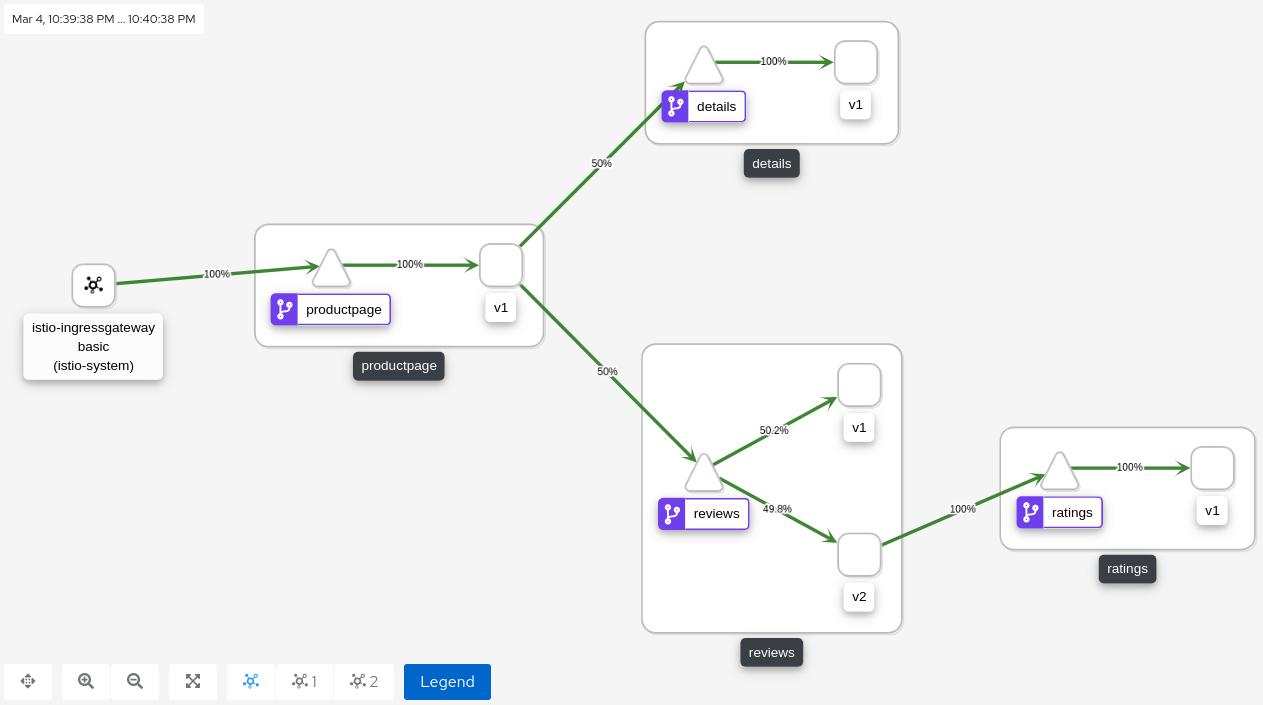 Mar 4, 10:39:38 PM ... 10:40:38 PM
100%
details
v1
details
50%
100%
istio-ingressgateway
basic
(istio-system)
100%
productpage
v1
productpage
50%
50.2%
v1
reviews
49.8%
v2
reviews
100%
100%
ratings
v1
ratings
1
2
Legend